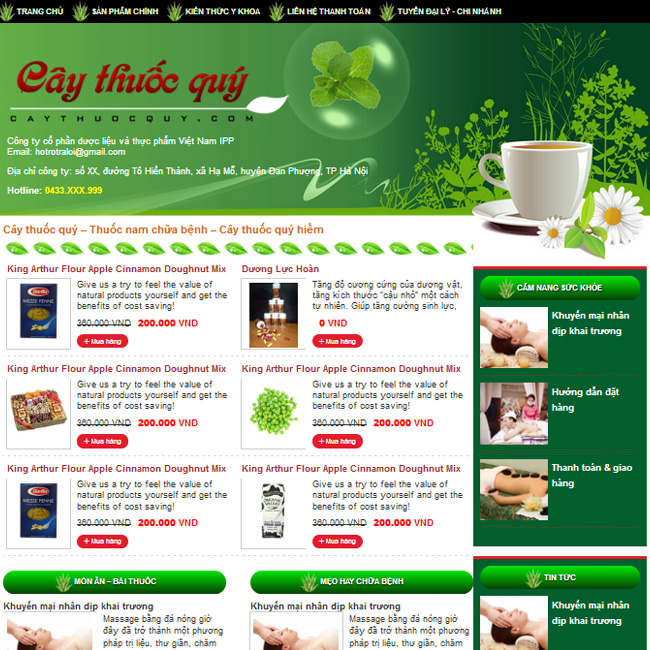 TRANG CHỦ
SẢN PHẨM CHÍNH
KIẾN THỨC Y KHOA
LIÊN HỆ THANH TOÁN
TUYỂN ĐẠI LÝ - CHI NHÁNH
Cây thuốc quý
CAYTHUOCQUY.COM
Công ty cổ phần dược liệu và thực phẩm Việt Nam IPP
Email: hotrotraloi@gmail.com
Địa chỉ công ty: số XX, đường Tô Hiến Thành, xã Hạ Mỗ, huyện Đan Phượng, TP Hà Nội
Hotline: 0433.XXX.999
Cây thuốc quý – Thuốc nam chữa bệnh – Cây thuốc quý hiếm
King Arthur Flour Apple Cinnamon Doughnut Mix
Barilla
MEZZE PENNE
Give us a try to feel the value of
natural products yourself and get the
benefits of cost saving!
360.000 VND 200.000 VND
+ Mua hàng
Dương Lực Hoàn
Tăng độ cương cứng của dương vật,
tăng kích thước "cậu nhỏ" một cách
tự nhiên. Giúp tăng cường sinh lực,
0 VND
+ Mua hàng
King Arthur Flour Apple Cinnamon Doughnut Mix
Give us a try to feel the value of
natural products yourself and get the
benefits of cost saving!
360.000 VND 200.000 VND
+ Mua hàng
King Arthur Flour Apple Cinnamon Doughnut Mix
Give us a try to feel the value of
natural products yourself and get the
benefits of cost saving!
360.000 VND 200.000 VND
+ Mua hàng
King Arthur Flour Apple Cinnamon Doughnut Mix
Barilla
MEZZE PENNE
Give us a try to feel the value of
natural products yourself and get the
benefits of cost saving!
360.000 VND 200.000 VND
+ Mua hàng
King Arthur Flour Apple Cinnamon Doughnut Mix
ORGANIC
VALLEY
Give us a try to feel the value of
natural products yourself and get the
benefits of cost saving!
360.000 VND 200.000 VND
+ Mua hàng
CẨM NANG SỨC KHỎE
Khuyến mại nhân
dịp khai trương
Hướng dẫn đặt
hàng
Thanh toán & giao
hàng
MÓN ĂN – BÀI THUỐC
Khuyến mại nhân dịp khai trương
Massage bằng đá nóng giờ
đây đã trở thành một phương
pháp trị liệu, thư giãn, chăm
MẸO HAY CHỮA BỆNH
Khuyến mại nhân dịp khai trương
Massage bằng đá nóng giờ
đây đã trở thành một phương
pháp trị liệu, thư giãn, chăm
TIN TỨC
Khuyến mại nhân
dịp khai trương